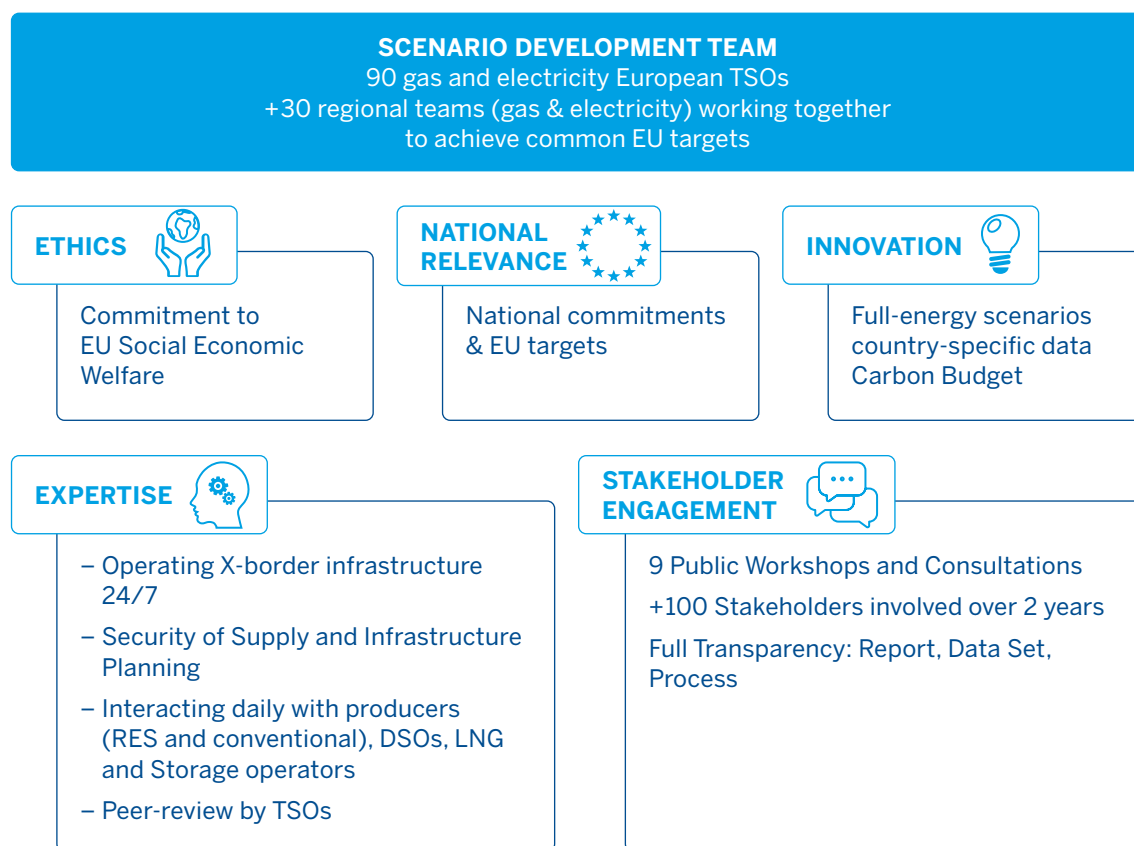 SCENARIO DEVELOPMENT TEAM
90 gas and electricity European TSOs
+30 regional teams (gas & electricity) working together
to achieve common EU targets
ETHICS
Commitment to
EU Social Economic
Welfare
NATIONAL
RELEVANCE
National commitments
& EU targets
INNOVATION
Full-energy scenarios
country-specific data
Carbon Budget
EXPERTISE
– Operating X-border infrastructure
24/7
– Security of Supply and Infrastructure
Planning
– Interacting daily with producers
(RES and conventional), DSOs, LNG
and Storage operators
– Peer-review by TSOs
STAKEHOLDER
ENGAGEMENT
9 Public Workshops and Consultations
+100 Stakeholders involved over 2 years
Full Transparency: Report, Data Set,
Process